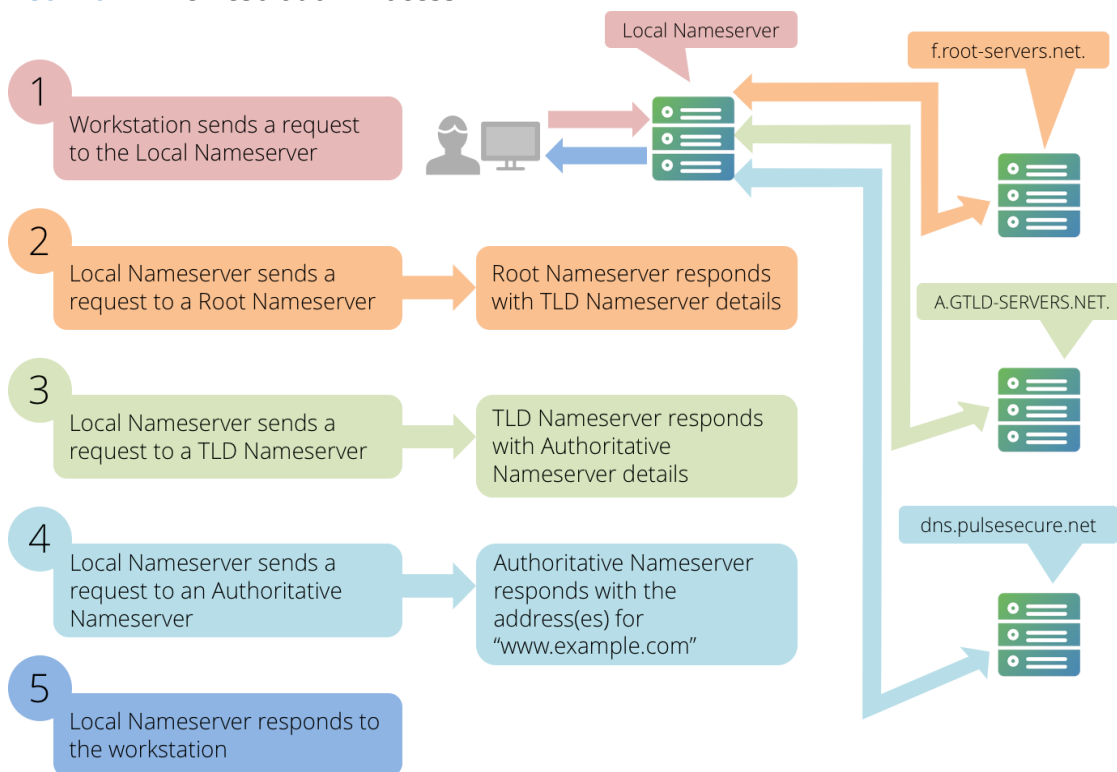 Local Nameserver
f.root-servers.net.
1
Workstation sends a request
to the Local Nameserver
2
Local Nameserver sends a
request to a Root Nameserver
Root Nameserver responds
with TLD Nameserver details
A.GTLD-SERVERS.NET.
3
Local Nameserver sends a
request to a TLD Nameserver
TLD Nameserver responds
with Authoritative
Nameserver details
dns.pulsesecure.net
4
Local Nameserver sends a
request to an Authoritative
Nameserver
Authoritative Nameserver
responds with the
address(es) for
“www.example.com”
5
Local Nameserver responds to
the workstation